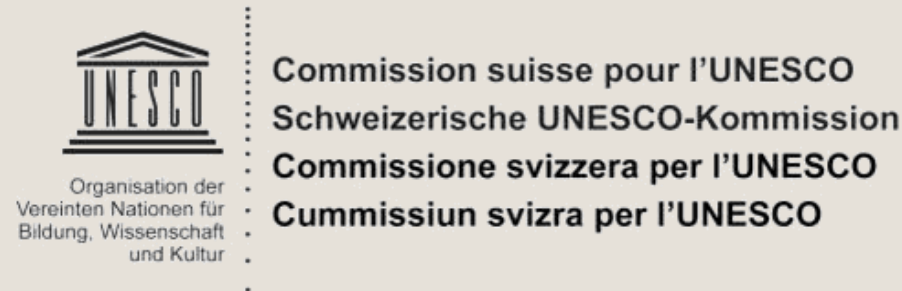 UNESCO
Organisation der
Vereinten Nationen für
Bildung, Wissenschaft
und Kultur
Commission suisse pour l'UNESCO
Schweizerische UNESCO-Kommission
Commissione svizzera per l'UNESCO
Cummissiun svizra per l'UNESCO